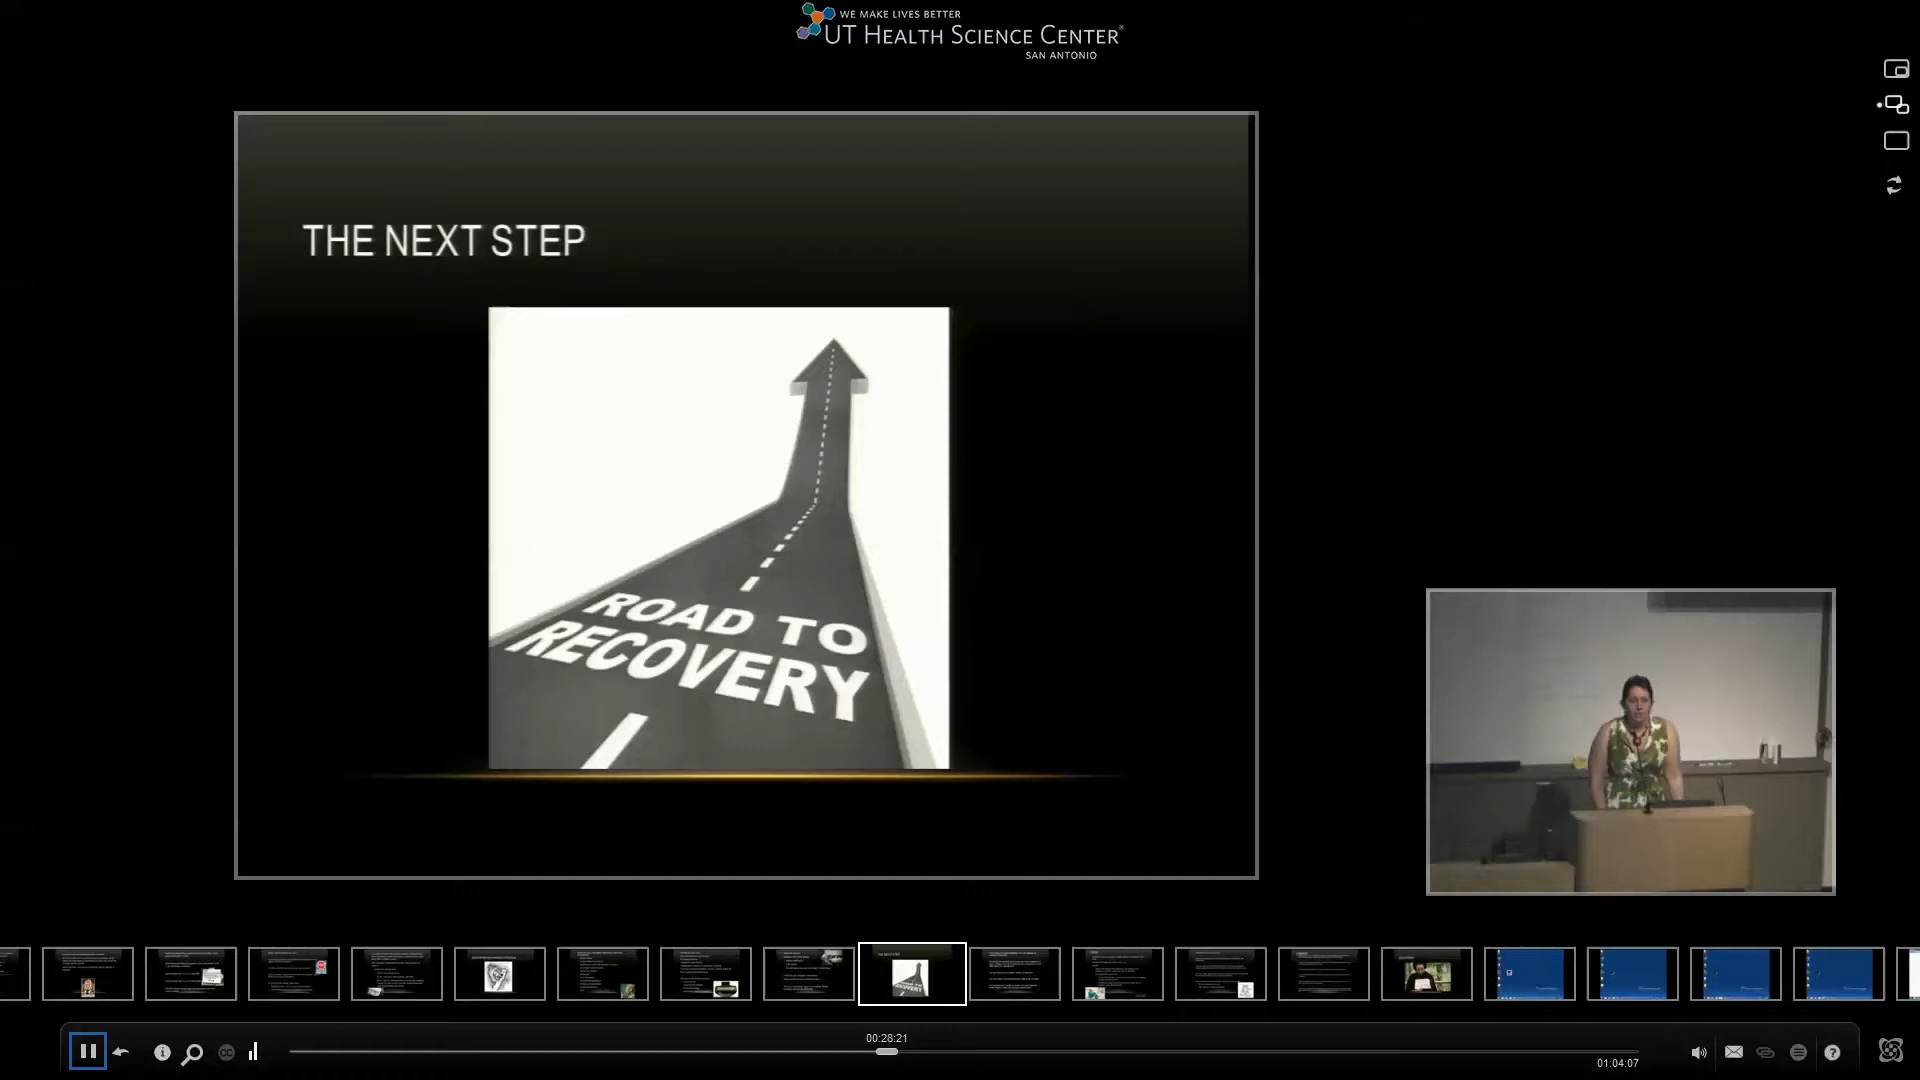 WE MAKE LIVES BETTER
UT HEALTH SCIENCE CENTER®
SAN ANTONIO
THE NEXT STEP
ROAD TO
RECOVERY
00:28:21
01:04:07